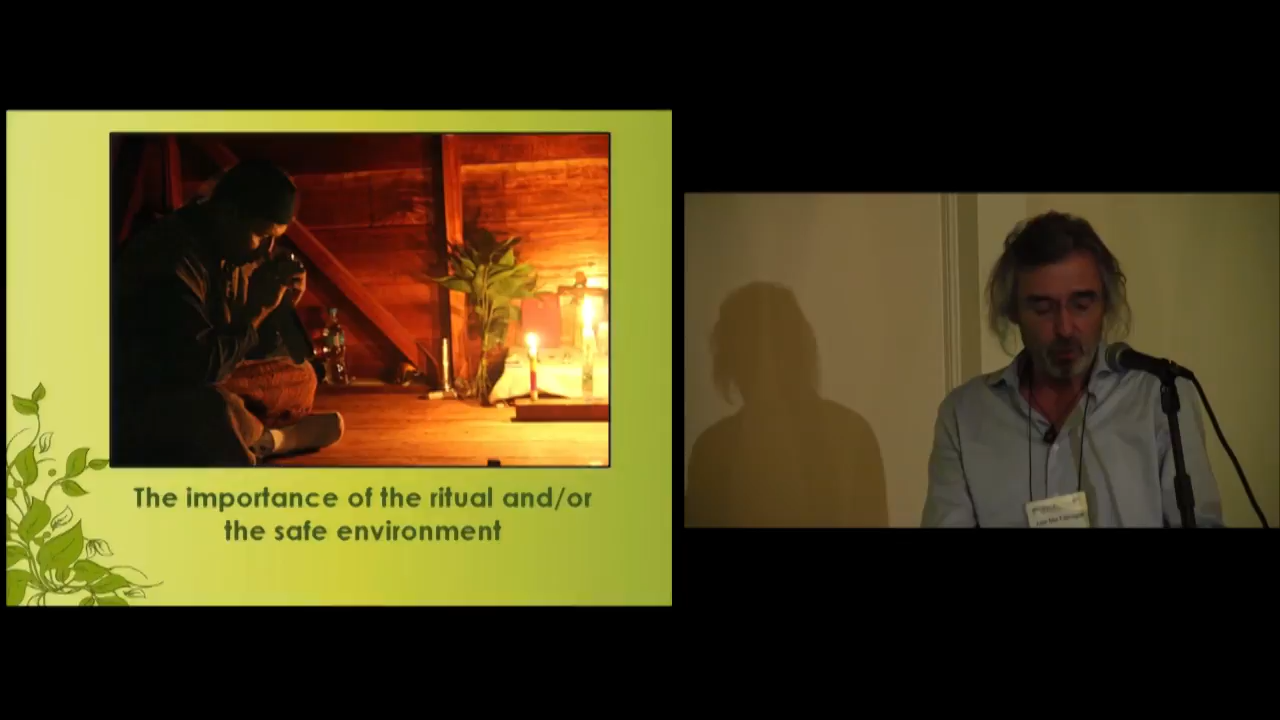 The importance of the ritual and/or
the safe environment